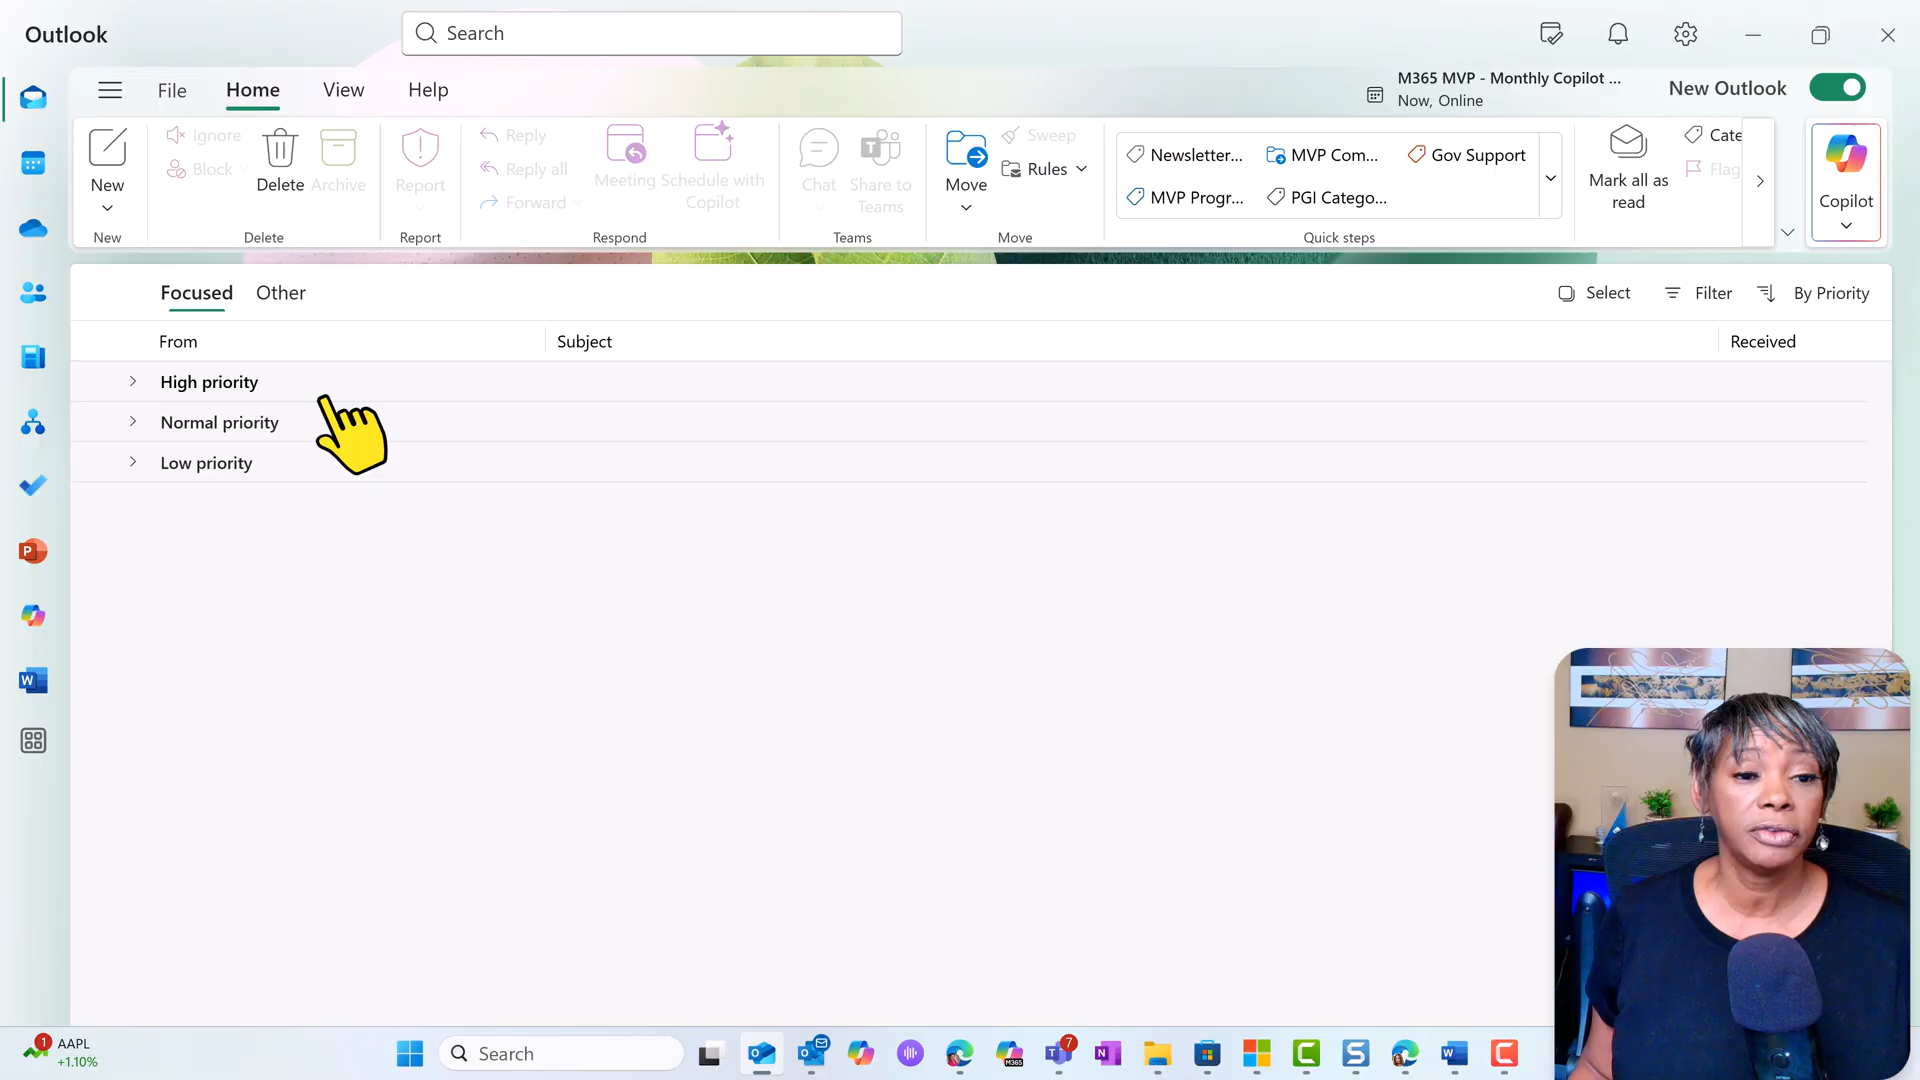 Outlook
Search
File Home View Help
M365 MVP - Monthly Copilot ...
Now, Online
New Outlook
New
New
Ignore
Block
Delete
Archive
Delete
Report
Report
Reply
Reply all
Forward
Meeting
Schedule with
Copilot
Respond
Chat
Share to
Teams
Teams
Move
Sweep
Rules
Move
Newsletter...
MVP Com...
Gov Support
MVP Progr...
PGI Catego...
Quick steps
Mark all as
read
Cate
Flag
Copilot
Focused Other
Select Filter By Priority
From Subject Received
High priority
Normal priority
Low priority
P
W
1
AAPL
+1.10%
Search
O
O
M365
T
7
N
C
S
W
C